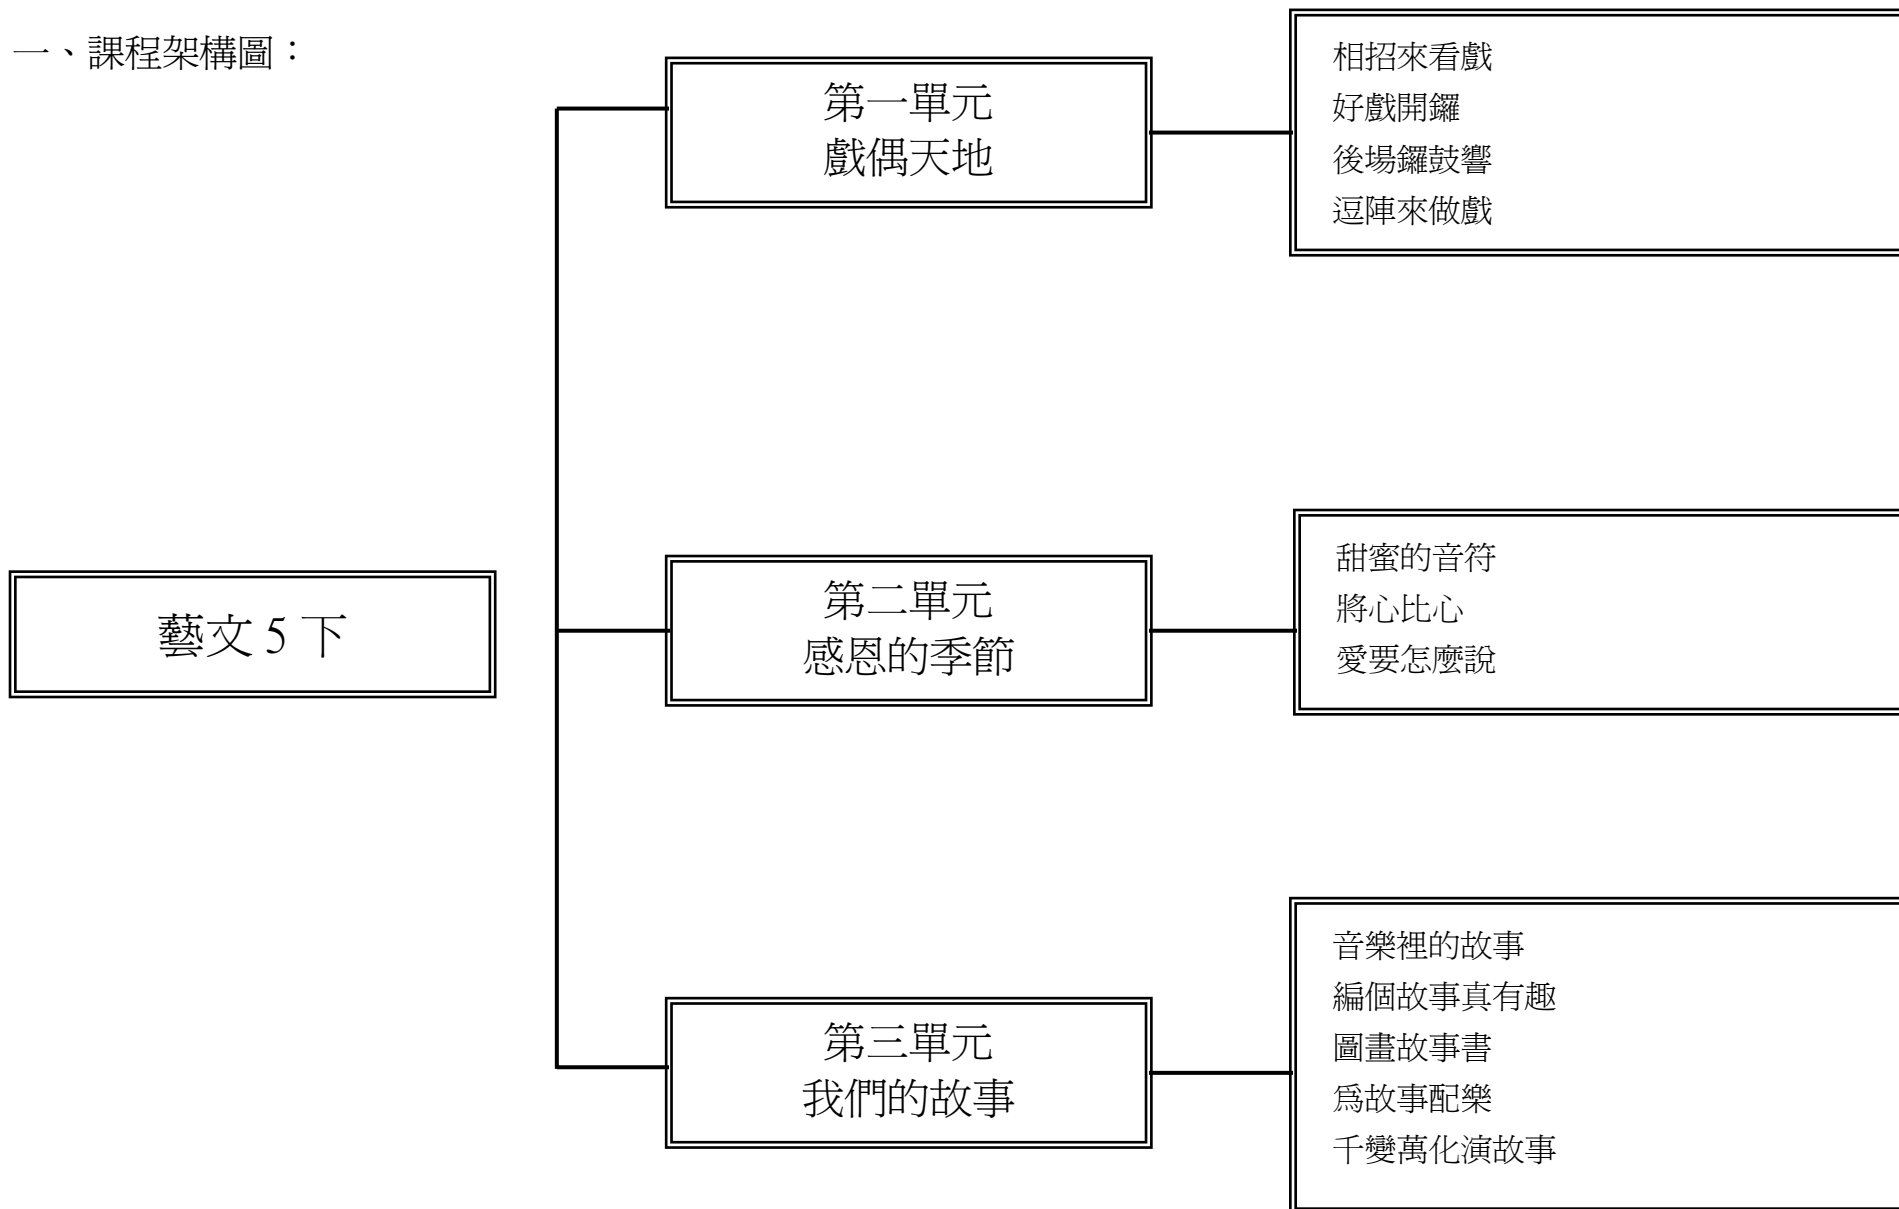 一、課程架構圖：
藝文 5 下
第一單元
戲偶天地
相招來看戲
好戲開鑼
後場鑼鼓響
逗陣來做戲
第二單元
感恩的季節
甜蜜的音符
將心比心
愛要怎麼說
第三單元
我們的故事
音樂裡的故事
編個故事真有趣
圖畫故事書
為故事配樂
千變萬化演故事